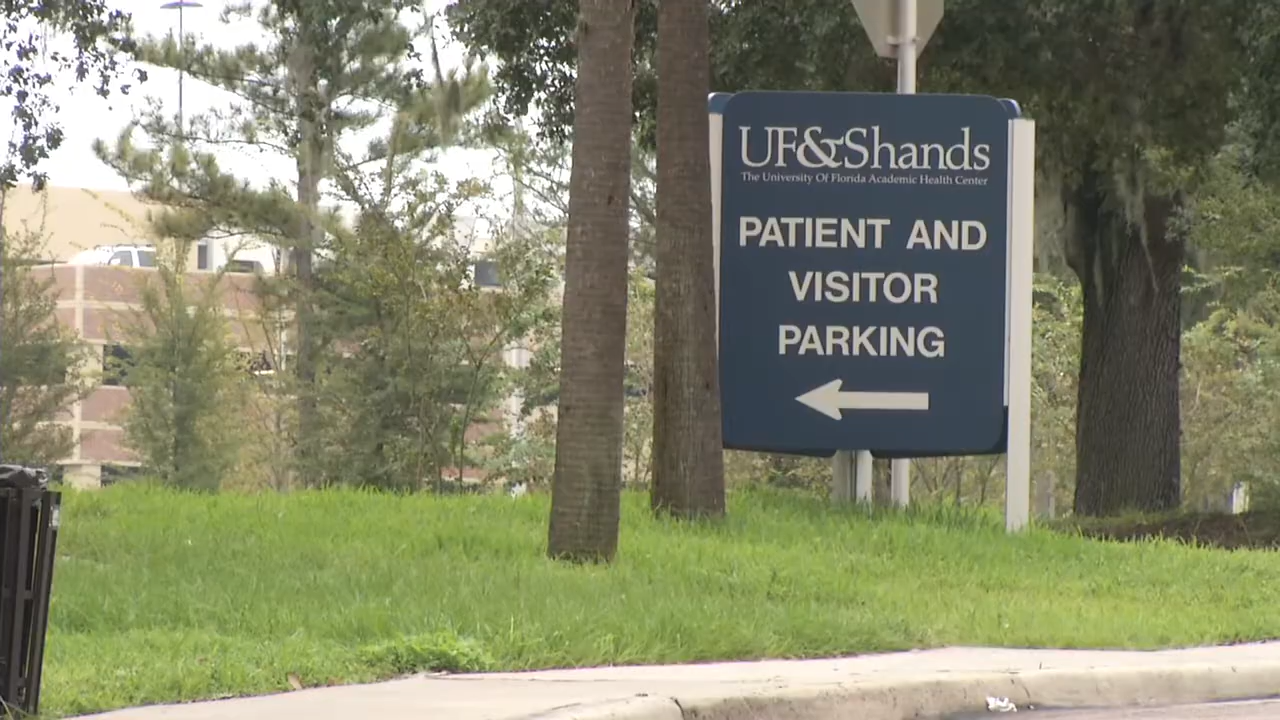 UF&Shands
The University Of Florida Academic Health Center
PATIENT AND
VISITOR
PARKING